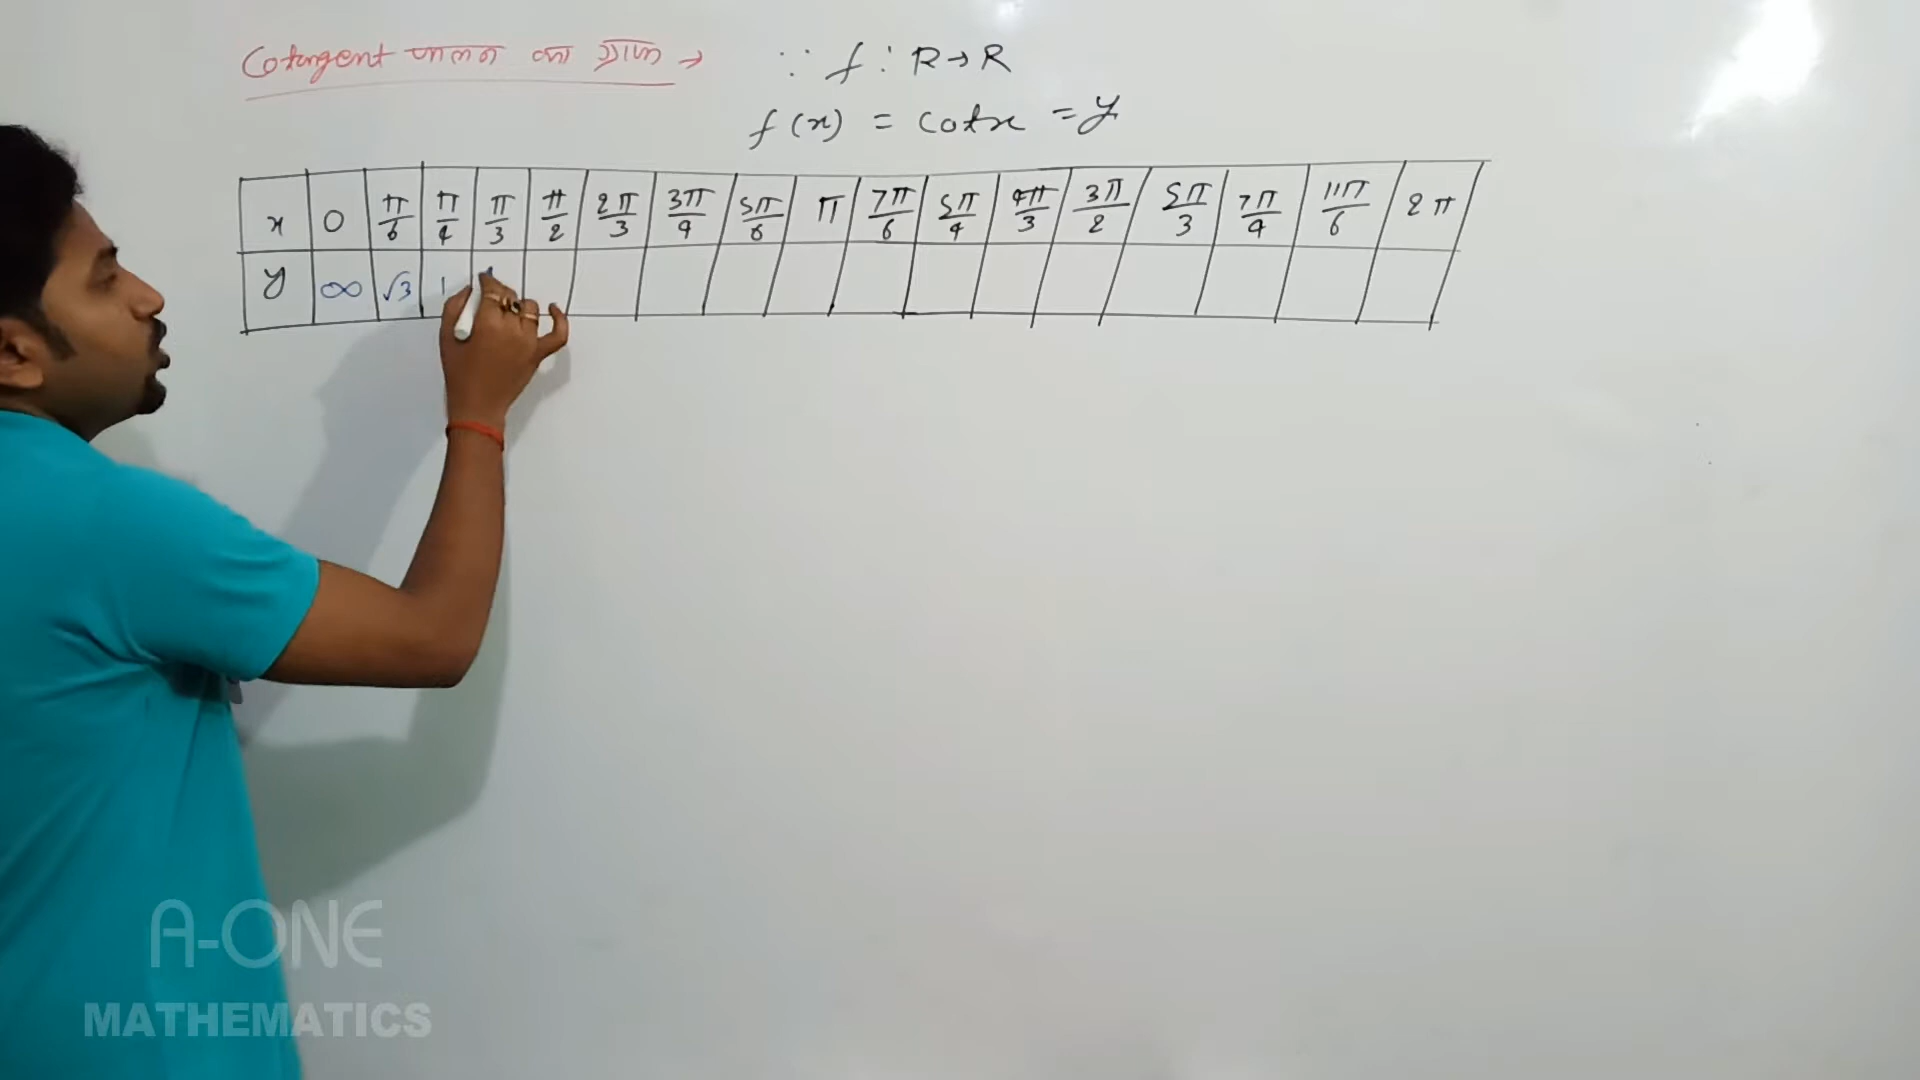 Cotangent फलन का ग्राफ → ∵ f : R→R
f(x) = cotx = y
x 0 π/6 π/4 π/3 π/2 2π/3 3π/4 5π/6 π 7π/6 5π/4 4π/3 3π/2 5π/3 7π/4 11π/6 2π
y ∞ √3 1
A-ONE
MATHEMATICS